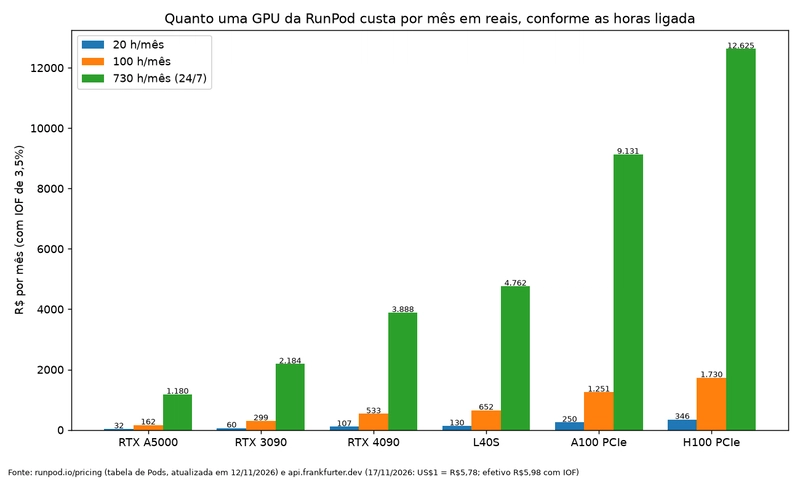 Quanto uma GPU da RunPod custa por mês em reais, conforme as horas ligada
20 h/mês
100 h/mês
730 h/mês (24/7)
R$ por mês (com IOF de 3,5%)
12000
10000
8000
6000
4000
2000
0
32 162 1.180
60 299 2.184
107 533 3.888
130 652 4.762
250 1.251 9.131
346 1.730 12.625
RTX A5000 RTX 3090 RTX 4090 L40S A100 PCIe H100 PCIe
Fonte: runpod.io/pricing (tabela de Pods, atualizada em 12/11/2026) e api.frankfurter.dev (17/11/2026: US$1 = R$5,78; efetivo R$5,98 com IOF)